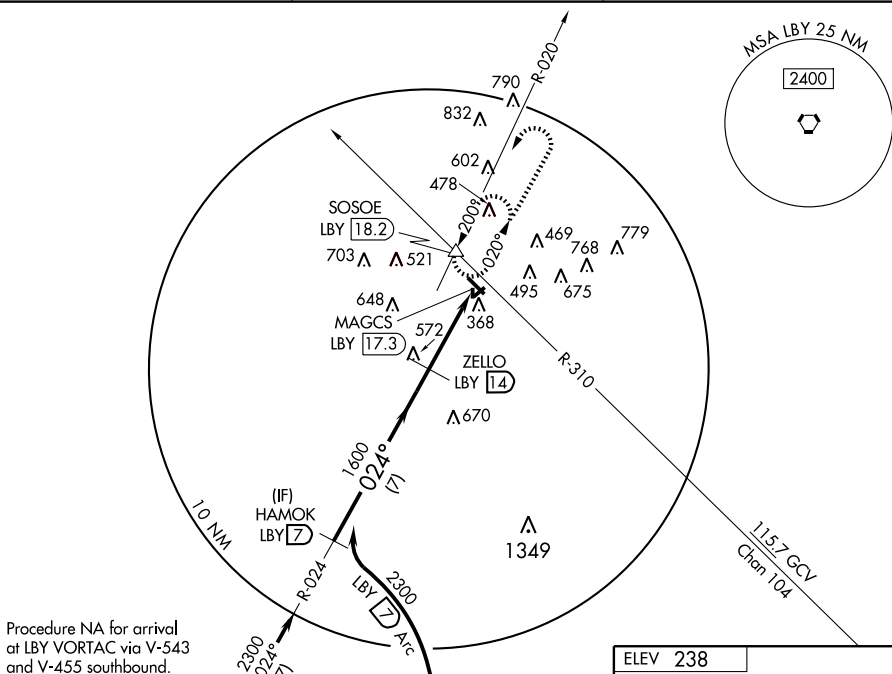 MSA LBY 25 NM
2400
R-020
790
832
602
478
200°
020°
SOSOE
LBY 18.2
703
521
469
779
768
495
675
648
MAGCS
LBY 17.3
368
572
ZELLO
LBY 14
R-310
670
1600
024°
(7)
(IF)
HAMOK
LBY 7
10 NM
1349
115.7 GCV
Chan 104
R-024
2300
LBY 7 Arc
Procedure NA for arrival
at LBY VORTAC via V-543
and V-455 southbound.
2300
024°
ELEV 238